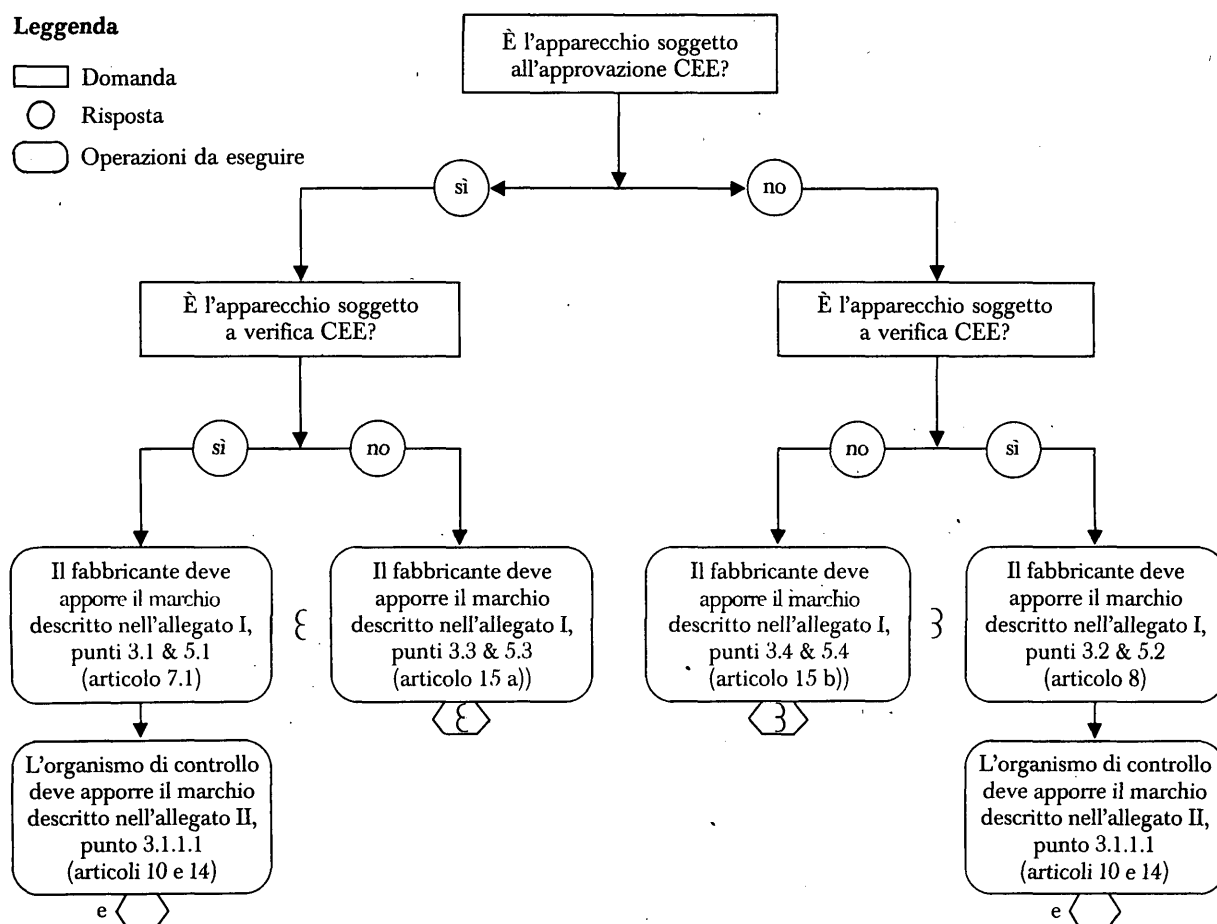 Leggenda
Domanda
Risposta
Operazioni da eseguire
È l'apparecchio soggetto
all'approvazione CEE?
sì
no
È l'apparecchio soggetto
a verifica CEE?
È l'apparecchio soggetto
a verifica CEE?
sì
no
no
sì
Il fabbricante deve
apporre il marchio
descritto nell'allegato I,
punti 3.1 & 5.1
(articolo 7.1)
ε
Il fabbricante deve
apporre il marchio
descritto nell'allegato I,
punti 3.3 & 5.3
(articolo 15 a))
ε
Il fabbricante deve
apporre il marchio
descritto nell'allegato I,
punti 3.4 & 5.4
(articolo 15 b))
3
3
Il fabbricante deve
apporre il marchio
descritto nell'allegato I,
punti 3.2 & 5.2
(articolo 8)
L'organismo di controllo
deve apporre il marchio
descritto nell'allegato II,
punto 3.1.1.1
(articoli 10 e 14)
e
L'organismo di controllo
deve apporre il marchio
descritto nell'allegato II,
punto 3.1.1.1
(articoli 10 e 14)
e